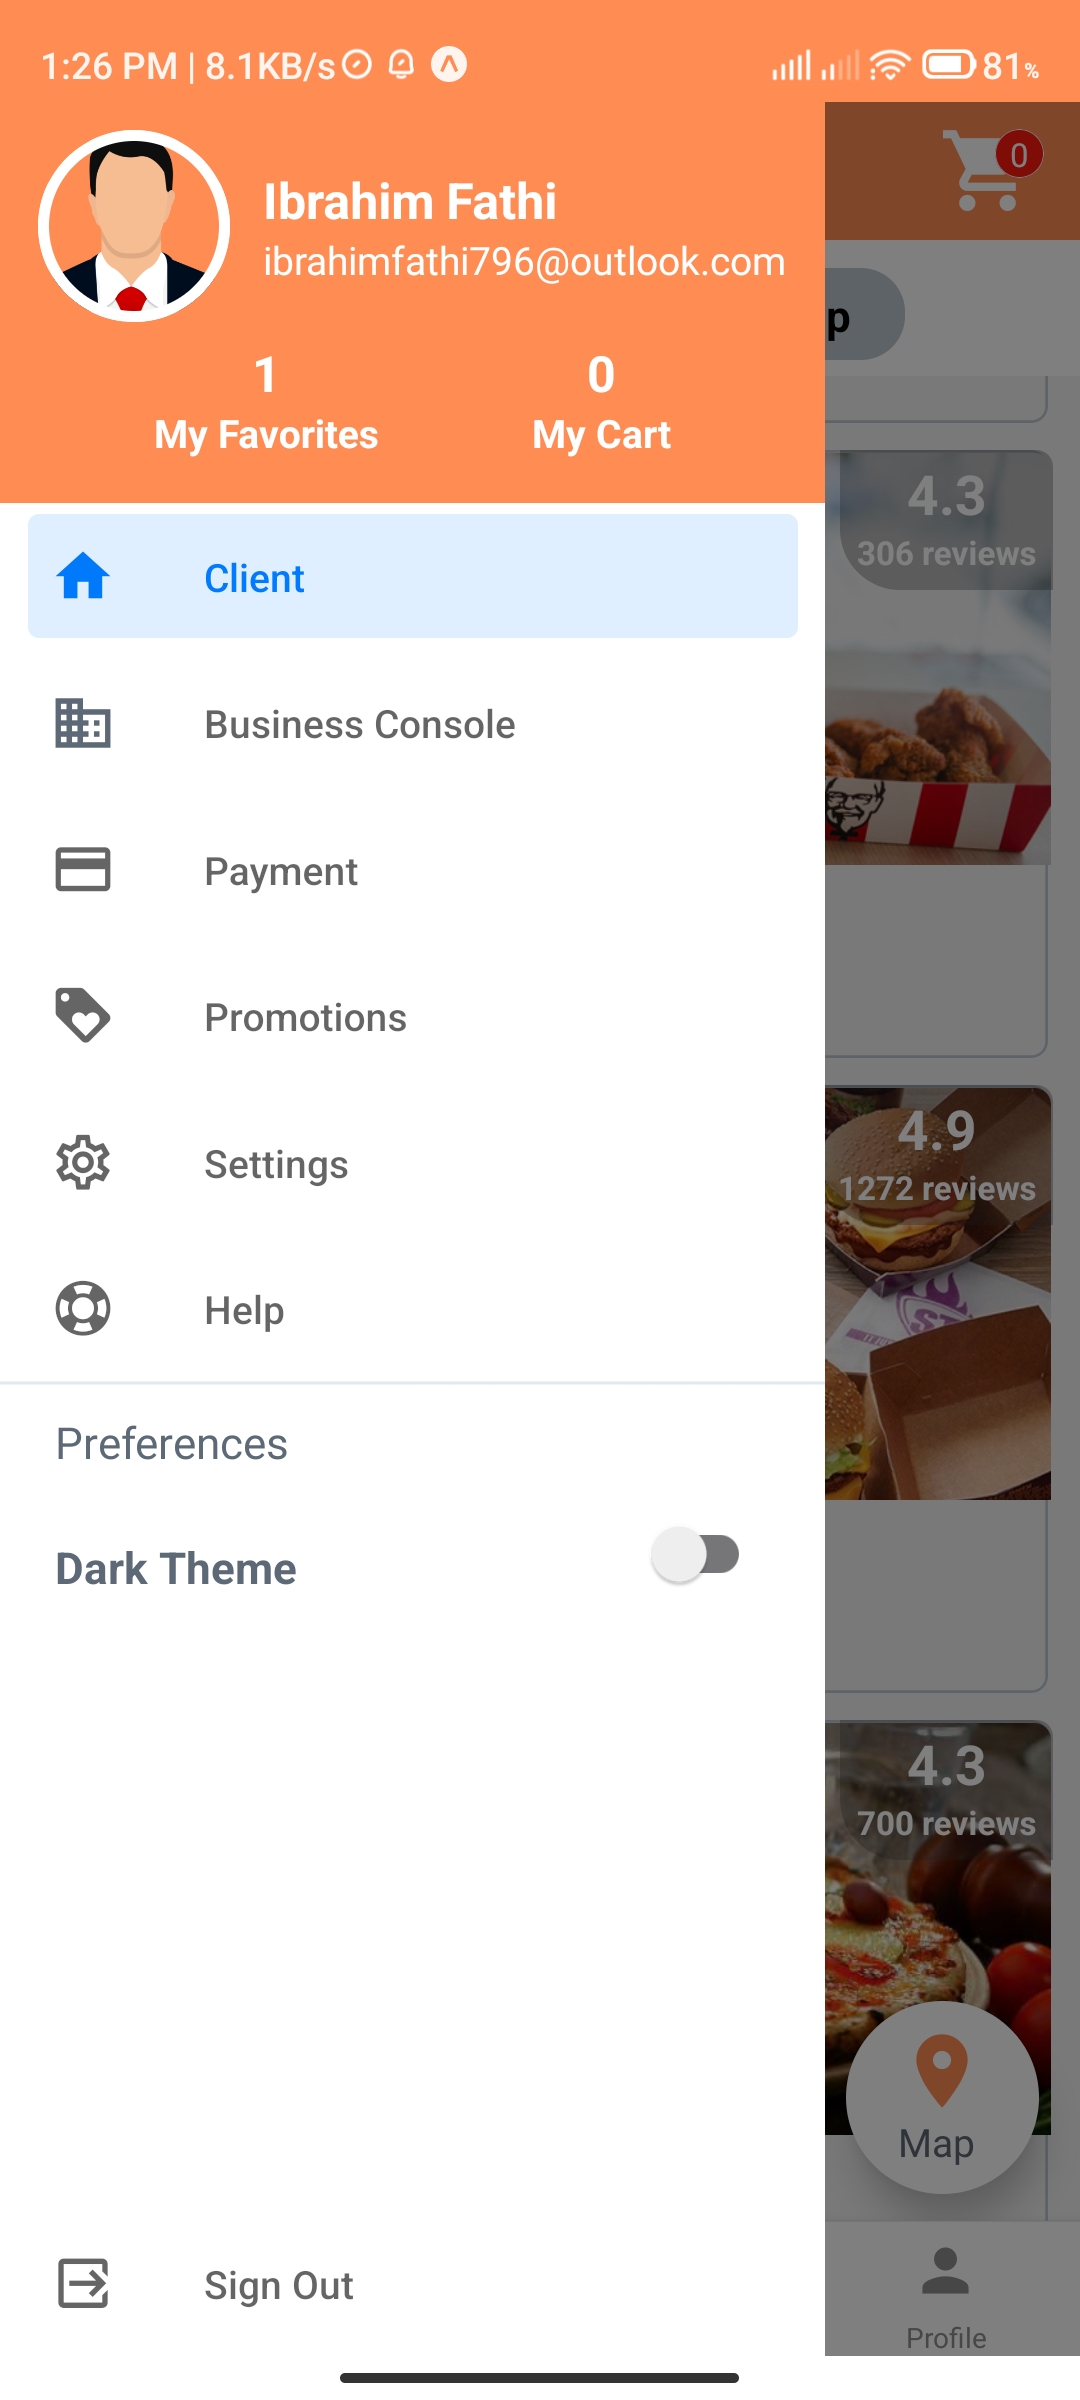 1:26 PM | 8.1KB/s
81%
0
Ibrahim Fathi
ibrahimfathi796@outlook.com
1
My Favorites
0
My Cart
p
Client
4.3
306 reviews
Business Console
Payment
Promotions
4.9
1272 reviews
Settings
Help
ST
Preferences
Dark Theme
4.3
700 reviews
Map
Sign Out
Profile